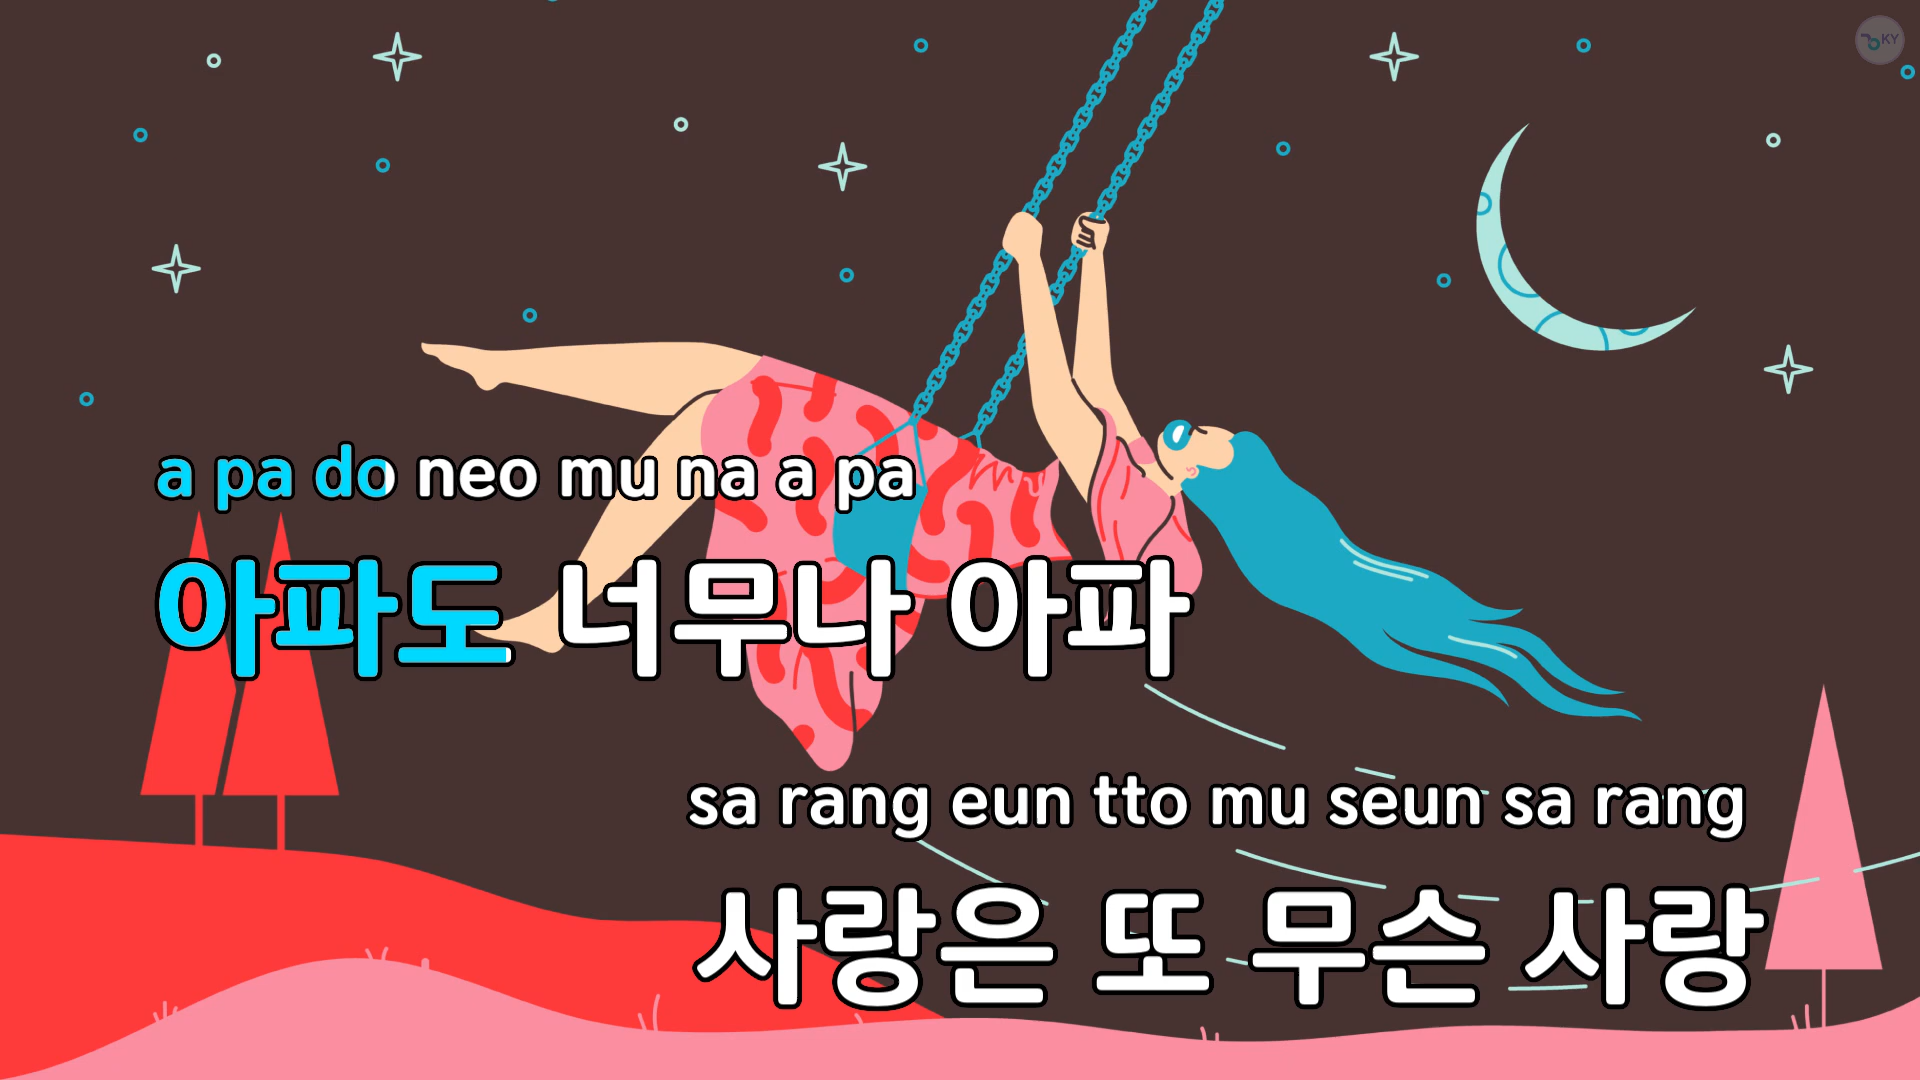 KY
a pa do neo mu na a pa
아파도 너무나 아파
sa rang eun tto mu seun sa rang
사랑은 또 무슨 사랑